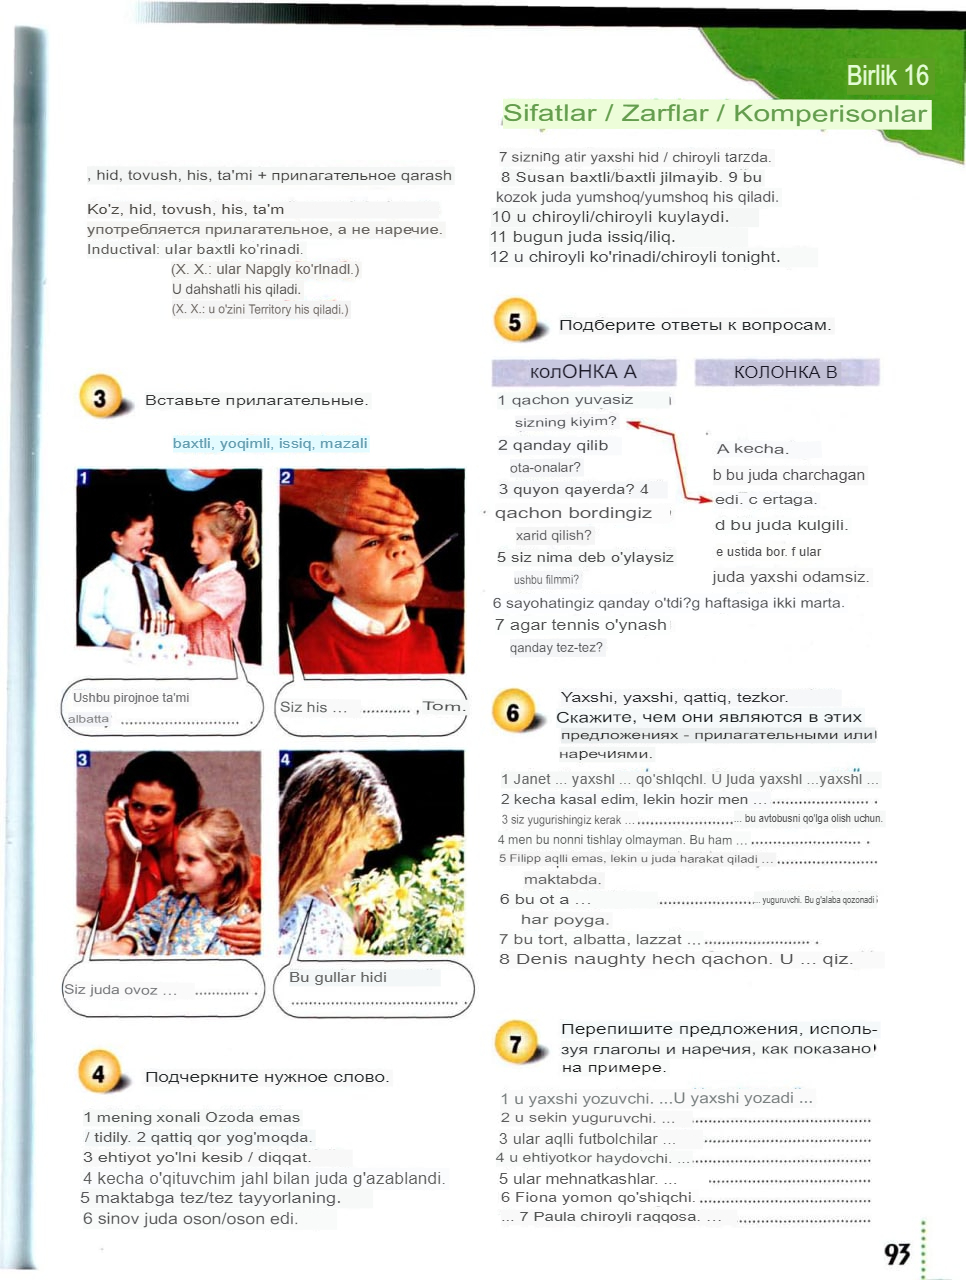 Birlik 16
Sifatlar / Zarflar / Komperisonlar
, hid, tovush, his, ta'mi + припагательное qarash
Ko'z, hid, tovush, his, ta'm
употребляется прилагательное, а не наречие.
Inductival: ular baxtli ko'rinadi.
(X. X.: ular Napgly ko'rInadI.)
U dahshatli his qiladi.
(X. X.: u o'zini Territory his qiladi.)
3 Вставьте прилагательные.
baxtli, yoqimli, issiq, mazali
1
2
Ushbu pirojnoe ta'mi
albatta .......................... .
Siz his ... ..........., Tom.
3
4
Siz juda ovoz ... ............. .
Bu gullar hidi
.................................... .
4 Подчеркните нужное слово.
1 mening xonali Ozoda emas
/ tidily. 2 qattiq qor yog'moqda.
3 ehtiyot yo'lni kesib / diqqat.
4 kecha o'qituvchim jahl bilan juda g'azablandi.
5 maktabga tez/tez tayyorlaning.
6 sinov juda oson/oson edi.
7 sizning atir yaxshi hid / chiroyli tarzda.
8 Susan baxtli/baxtli jilmayib. 9 bu
kozok juda yumshoq/yumshoq his qiladi.
10 u chiroyli/chiroyli kuylaydi.
11 bugun juda issiq/iliq.
12 u chiroyli ko'rinadi/chiroyli tonight.
5 Подберите ответы к вопросам.
колОНКА А
1 qachon yuvasiz
sizning kiyim?
2 qanday qilib
ota-onalar?
3 quyon qayerda? 4
qachon bordingiz
xarid qilish?
5 siz nima deb o'ylaysiz
ushbu filmmi?
КОЛОНКА В
A kecha.
b bu juda charchagan
edi. c ertaga.
d bu juda kulgili.
e ustida bor. f ular
juda yaxshi odamsiz.
6 sayohatingiz qanday o'tdi?g haftasiga ikki marta.
7 agar tennis o'ynash
qanday tez-tez?
6 Yaxshi, yaxshi, qattiq, tezkor.
Скажите, чем они являются в этих
предложениях - прилагательными или
наречиями.
1 Janet ... yaxshI ... qo'shIqchI. U Juda yaxshI ...yaxshI ...
2 kecha kasal edim, lekin hozir men ... ...................... .
3 siz yugurishingiz kerak ... ...................... ... bu avtobusni qo'lga olish uchun.
4 men bu nonni tishlay olmayman. Bu ham ... ......................... .
5 Filipp aqlli emas, lekin u juda harakat qiladi ... ......................
maktabda.
6 bu ot a ... ...................... ... yuguruvchi. Bu g'alaba qozonadi
har poyga.
7 bu tort, albatta, lazzat ... ........................ .
8 Denis naughty hech qachon. U ... qiz.
7 Перепишите предложения, исполь-
зуя глаголы и наречия, как показано
на примере.
1 u yaxshi yozuvchi. ...U yaxshi yozadi ...
2 u sekin yuguruvchi. ... ........................................
3 ular aqlli futbolchilar ... .....................................
4 u ehtiyotkor haydovchi. ... ........................................
5 ular mehnatkashlar. ... ....................................
6 Fiona yomon qo'shiqchi. ......................................
... 7 Paula chiroyli raqqosa. ... .............................
93